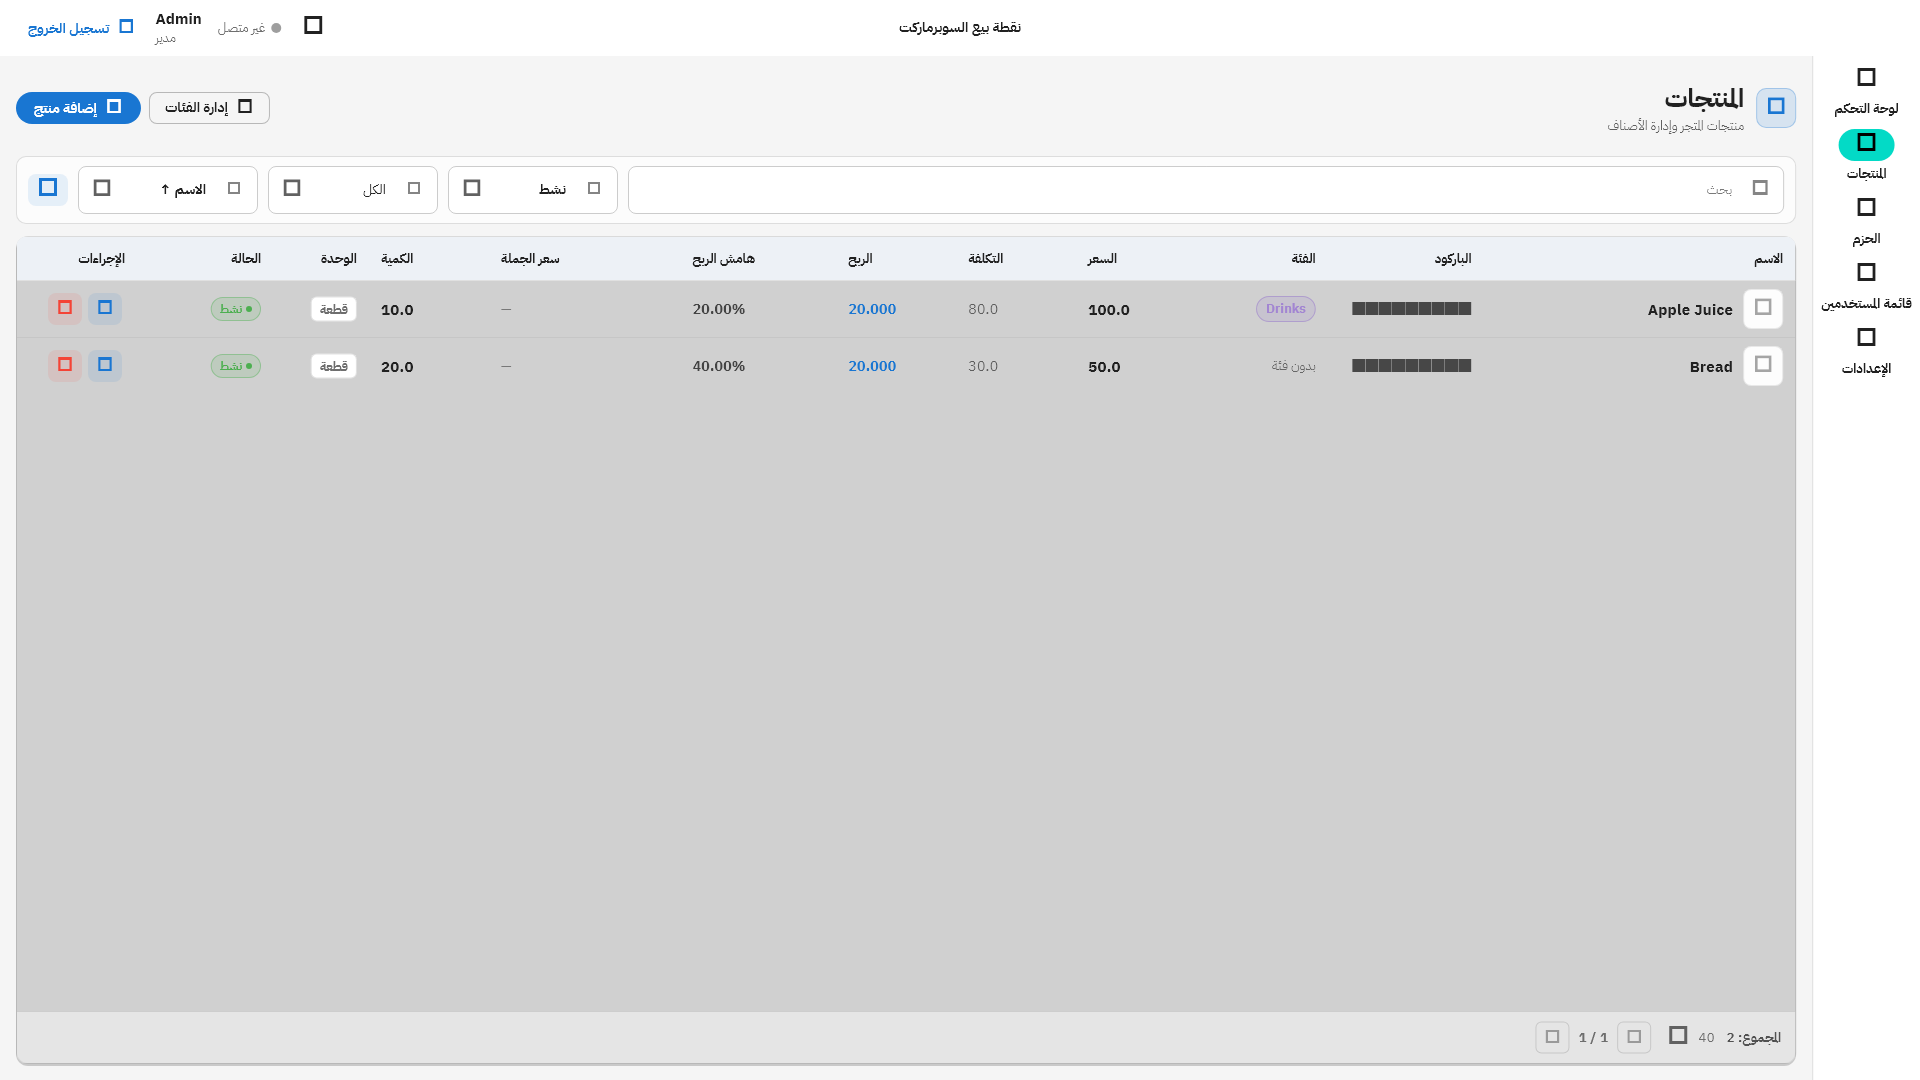 نقطة بيع السوبرماركت
غير متصل
Admin
مدير
تسجيل الخروج
لوحة التحكم
المنتجات
الحزم
قائمة المستخدمين
الإعدادات
المنتجات
منتجات المتجر وإدارة الأصناف
إدارة الفئات
إضافة منتج
بحث
نشط
الكل
الاسم ↑
الاسم الباركود الفئة السعر التكلفة الربح هامش الربح سعر الجملة الكمية الوحدة الحالة الإجراءات
Apple Juice Drinks 100.0 80.0 20.000 20.00% — 10.0 قطعة نشط
Bread بدون فئة 50.0 30.0 20.000 40.00% — 20.0 قطعة نشط
المجموع: 2 40 1 / 1